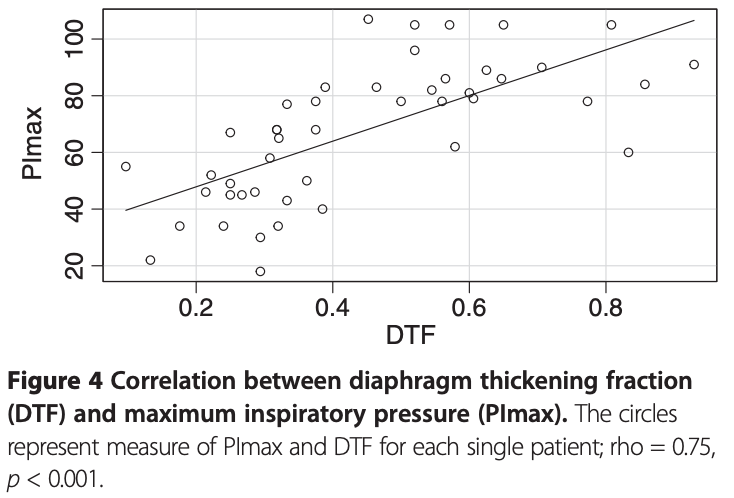 100
80
60
40
20
PImax
0.2 0.4 0.6 0.8
DTF
Figure 4 Correlation between diaphragm thickening fraction
(DTF) and maximum inspiratory pressure (PImax). The circles
represent measure of PImax and DTF for each single patient; rho = 0.75,
p < 0.001.